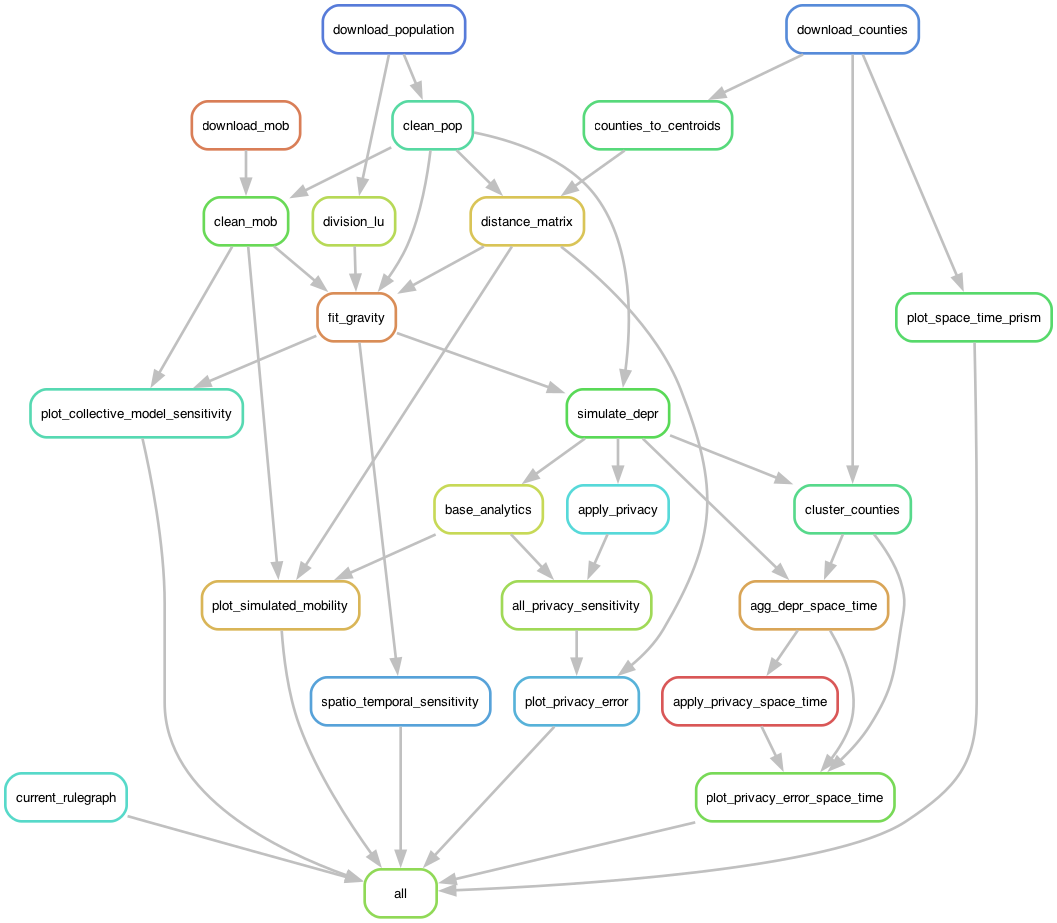 download_population
download_counties
download_mob
clean_pop
counties_to_centroids
clean_mob
division_lu
distance_matrix
fit_gravity
plot_space_time_prism
plot_collective_model_sensitivity
simulate_depr
base_analytics
apply_privacy
cluster_counties
plot_simulated_mobility
all_privacy_sensitivity
agg_depr_space_time
spatio_temporal_sensitivity
plot_privacy_error
apply_privacy_space_time
current_rulegraph
plot_privacy_error_space_time
all